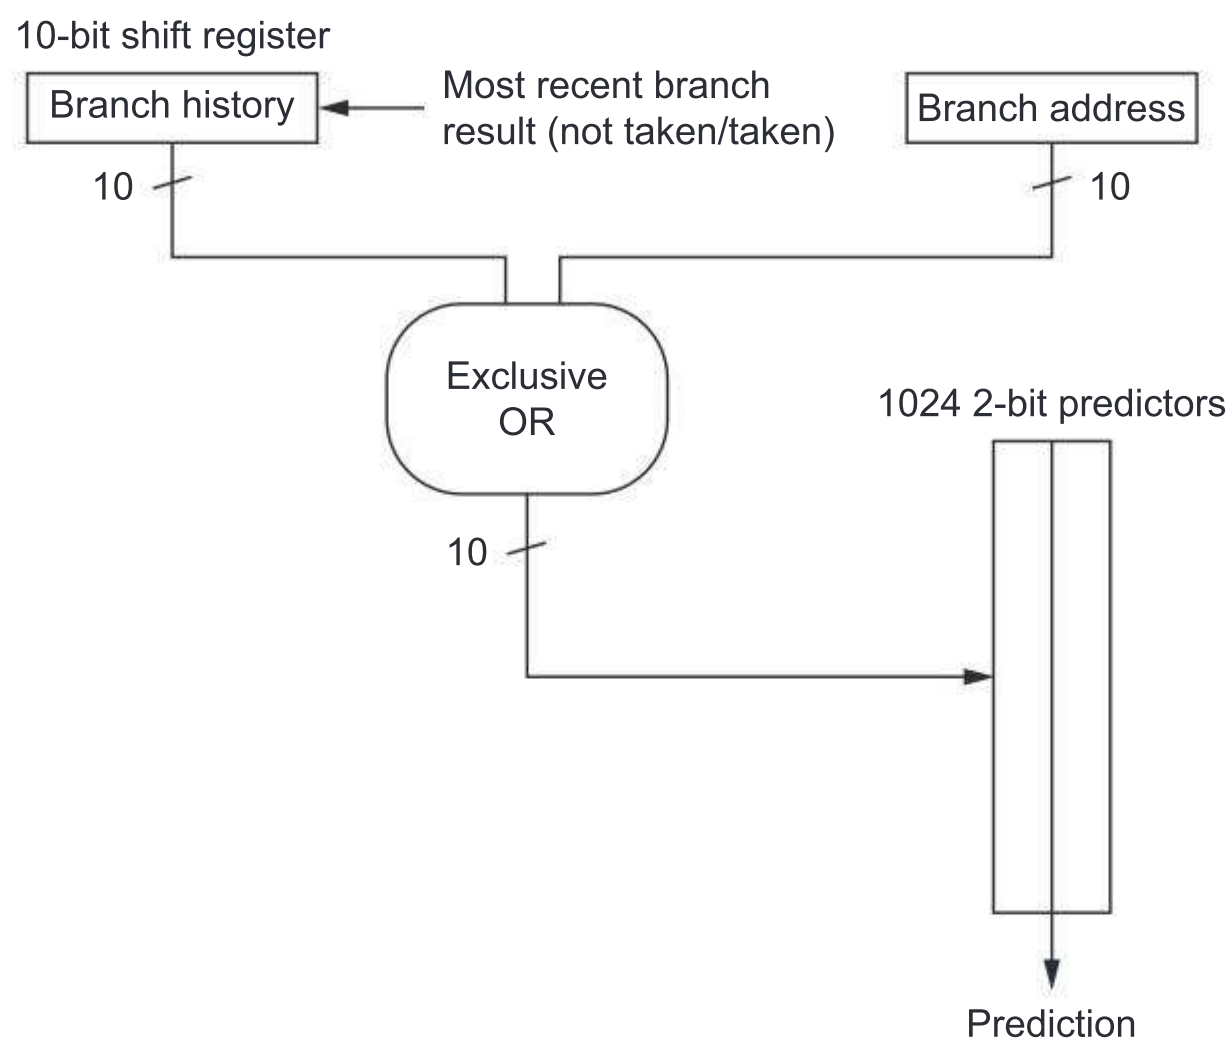 10-bit shift register
Branch history
Most recent branch
result (not taken/taken)
Branch address
10
10
Exclusive
OR
1024 2-bit predictors
10
Prediction